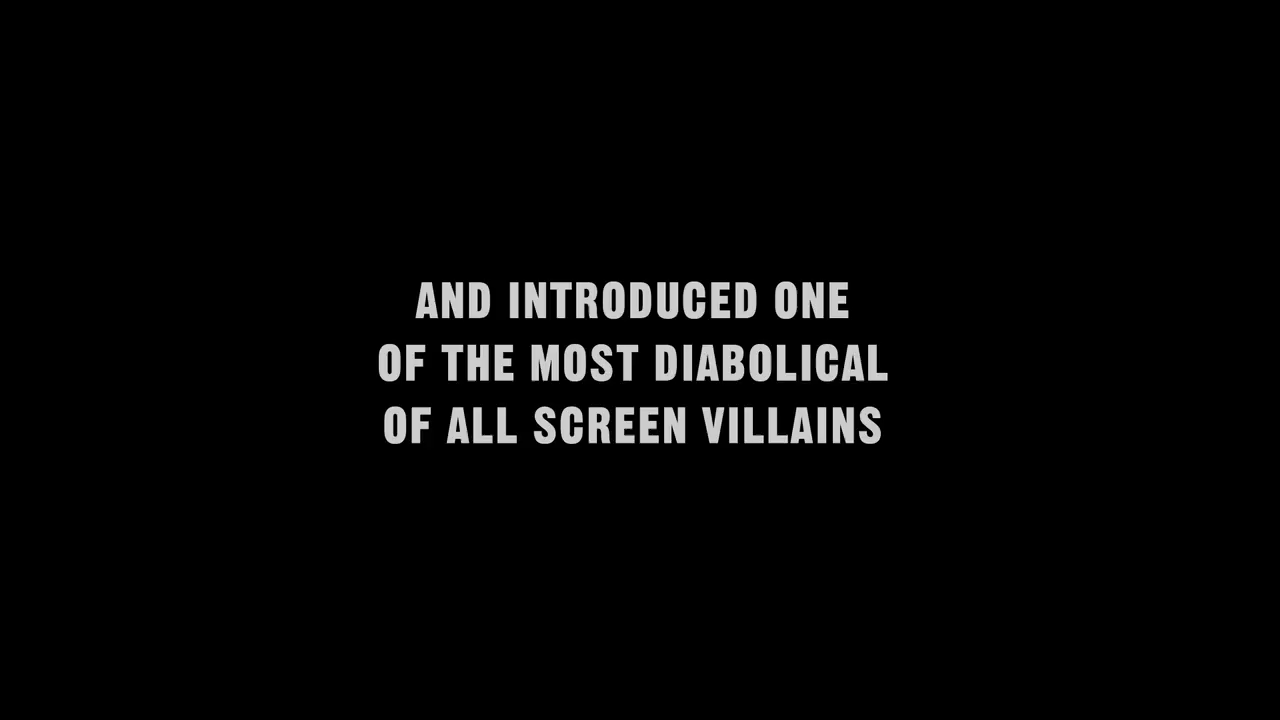 AND INTRODUCED ONE
OF THE MOST DIABOLICAL
OF ALL SCREEN VILLAINS